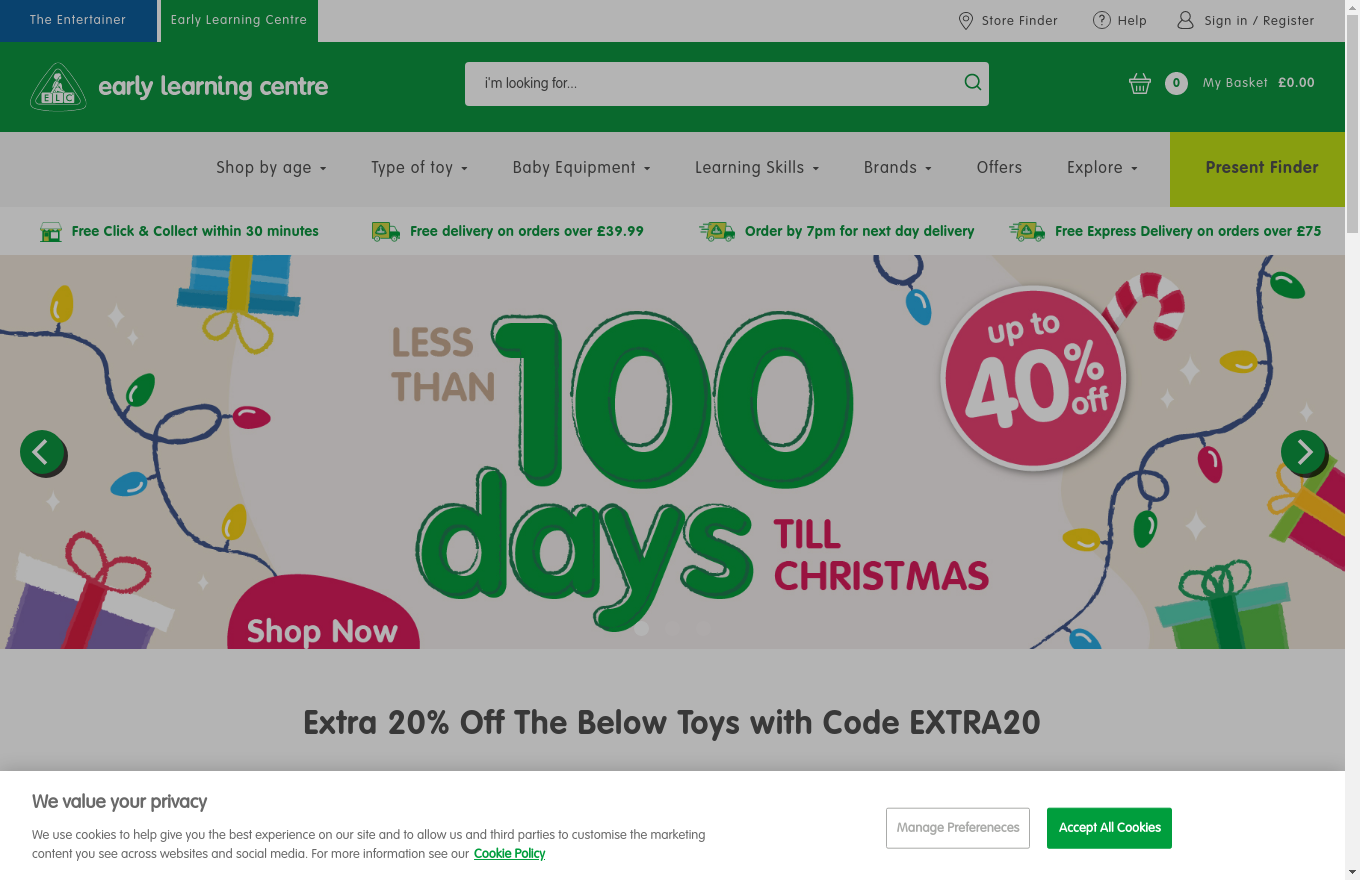 The Entertainer
Early Learning Centre
Store Finder
Help
Sign in / Register
ELC
early learning centre
i'm looking for...
0
My Basket £0.00
Shop by age
Type of toy
Baby Equipment
Learning Skills
Brands
Offers
Explore
Present Finder
Free Click & Collect within 30 minutes
Free delivery on orders over £39.99
Order by 7pm for next day delivery
Free Express Delivery on orders over £75
LESS
THAN
100
days
TILL
CHRISTMAS
up to
40%
off
Shop Now
Extra 20% Off The Below Toys with Code EXTRA20
We value your privacy
We use cookies to help give you the best experience on our site and to allow us and third parties to customise the marketing
content you see across websites and social media. For more information see our Cookie Policy
Manage Prefereneces
Accept All Cookies